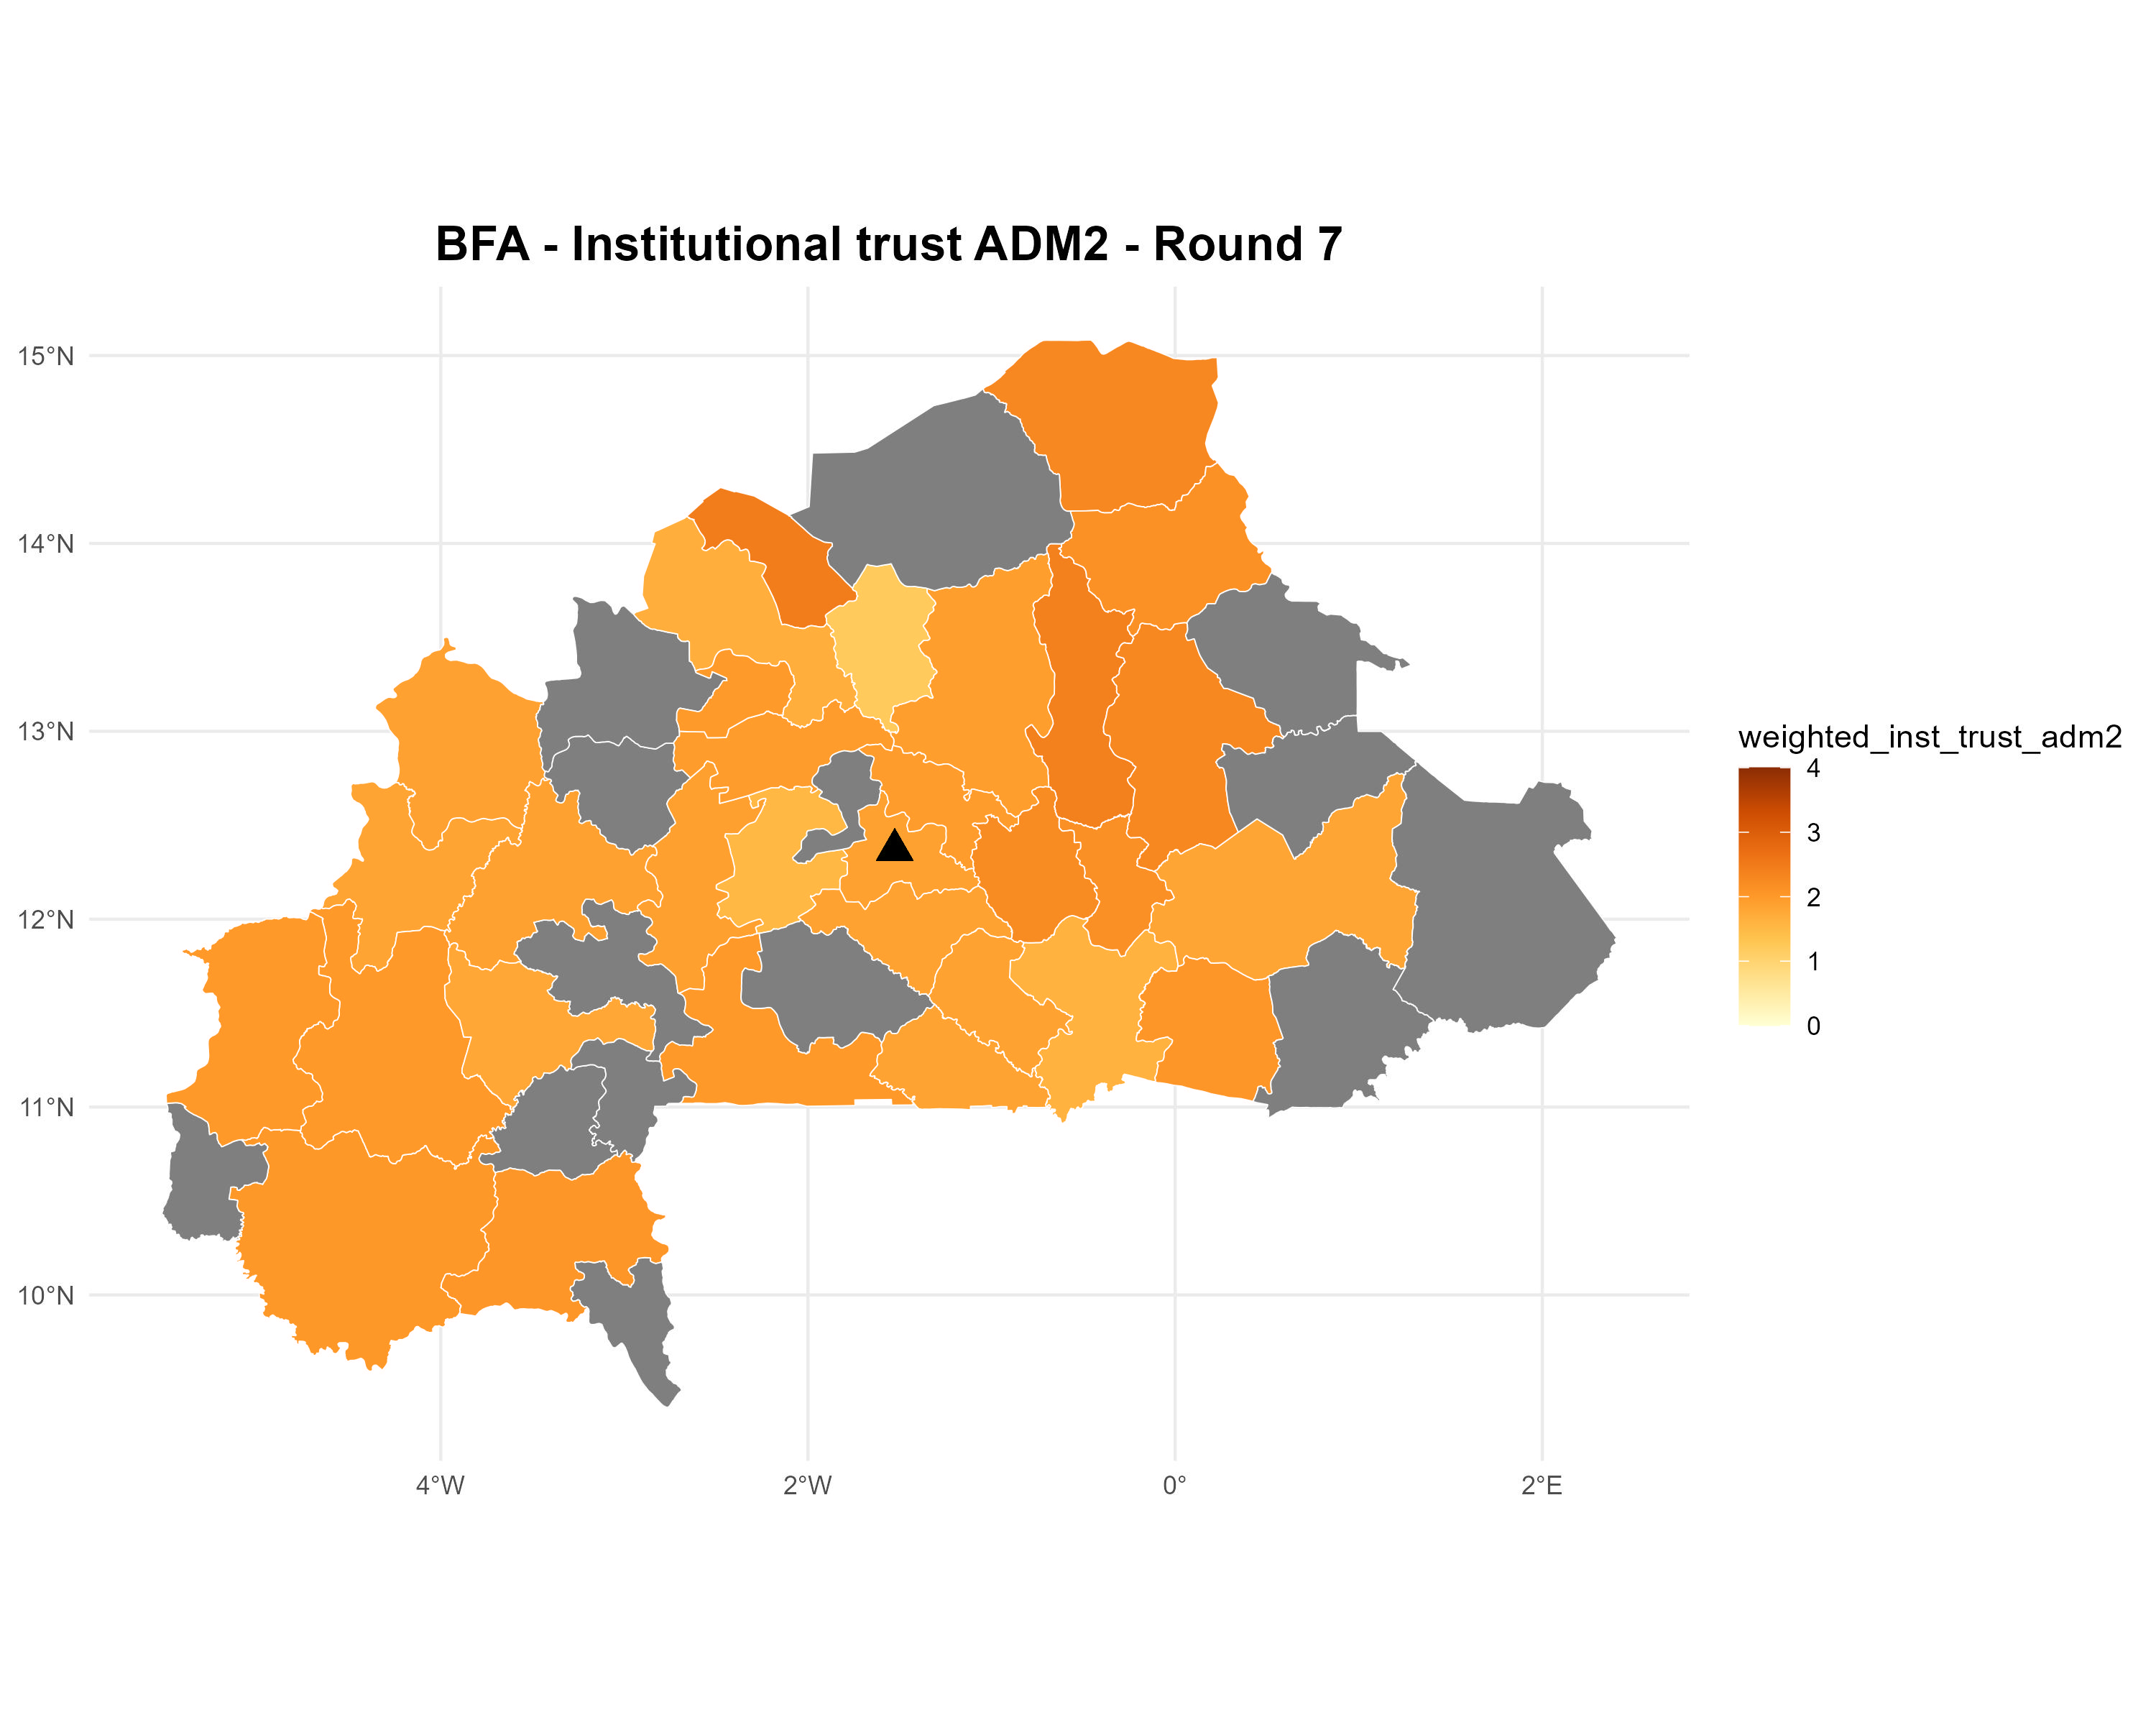 BFA - Institutional trust ADM2 - Round 7
15°N
14°N
13°N
12°N
11°N
10°N
4°W
2°W
0°
2°E
weighted_inst_trust_adm2
4
3
2
1
0